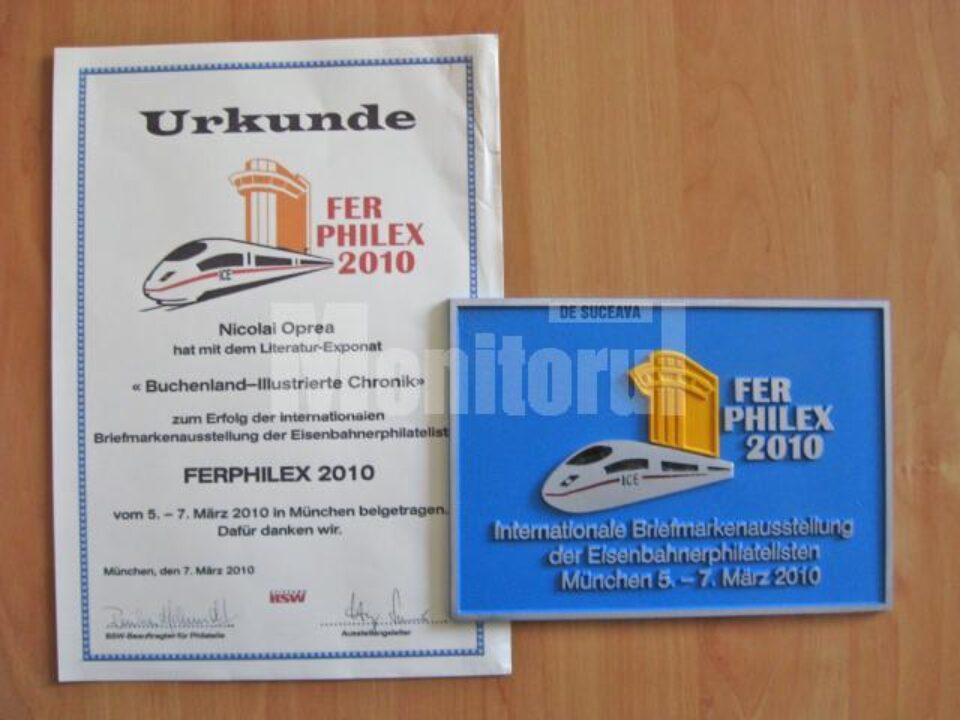 Urkunde
FER
PHILEX
2010
ICE
Nicolai Oprea
hat mit dem Literatur-Exponat
« Buchenland–Illustrierte Chronik»
zum Erfolg der internationalen
Briefmarkenausstellung der Eisenbahnerphilatelist
FERPHILEX 2010
vom 5. – 7. März 2010 in München beigetragen.
Dafür danken wir.
München, den 7. März 2010
BSW
BSW-Beauftragter für Philatelie
Ausstellungsleiter
Monitorul
DE SUCEAVA
FER
PHILEX
2010
ICE
Internationale Briefmarkenausstellung
der Eisenbahnerphilatelisten
München 5. – 7. März 2010